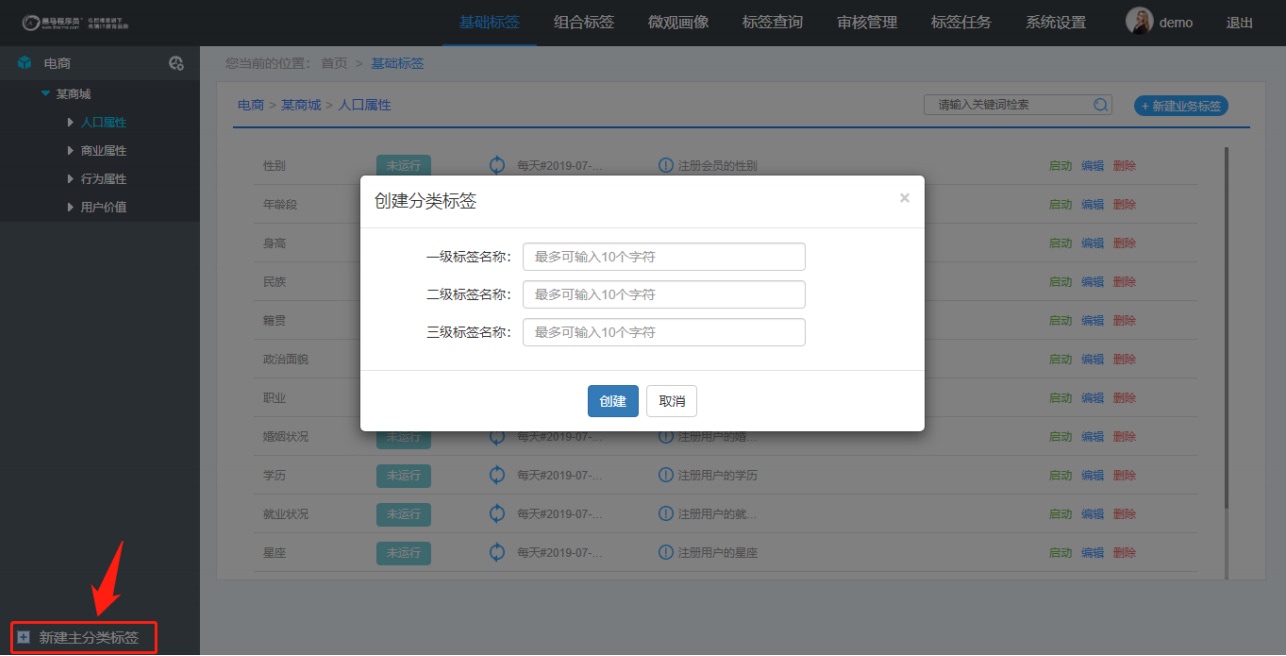 黑马程序员
基础标签 组合标签 微观画像 标签查询 审核管理 标签任务 系统设置 demo 退出
电商
某商城
人口属性
商业属性
行为属性
用户价值
新建主分类标签
您当前的位置： 首页 > 基础标签
电商 > 某商城 > 人口属性 请输入关键词检索 + 新建业务标签
性别 未运行 每天#2019-07-... 注册会员的性别 启动 编辑 删除
年龄段 启动 编辑 删除
身高 启动 编辑 删除
民族 启动 编辑 删除
籍贯 启动 编辑 删除
政治面貌 启动 编辑 删除
职业 启动 编辑 删除
婚姻状况 未运行 每天#2019-07-... 注册用户的婚... 启动 编辑 删除
学历 未运行 每天#2019-07-... 注册用户的学历 启动 编辑 删除
就业状况 未运行 每天#2019-07-... 注册用户的就... 启动 编辑 删除
星座 未运行 每天#2019-07-... 注册用户的星座 启动 编辑 删除
创建分类标签 ×
一级标签名称： 最多可输入10个字符
二级标签名称： 最多可输入10个字符
三级标签名称： 最多可输入10个字符
创建 取消